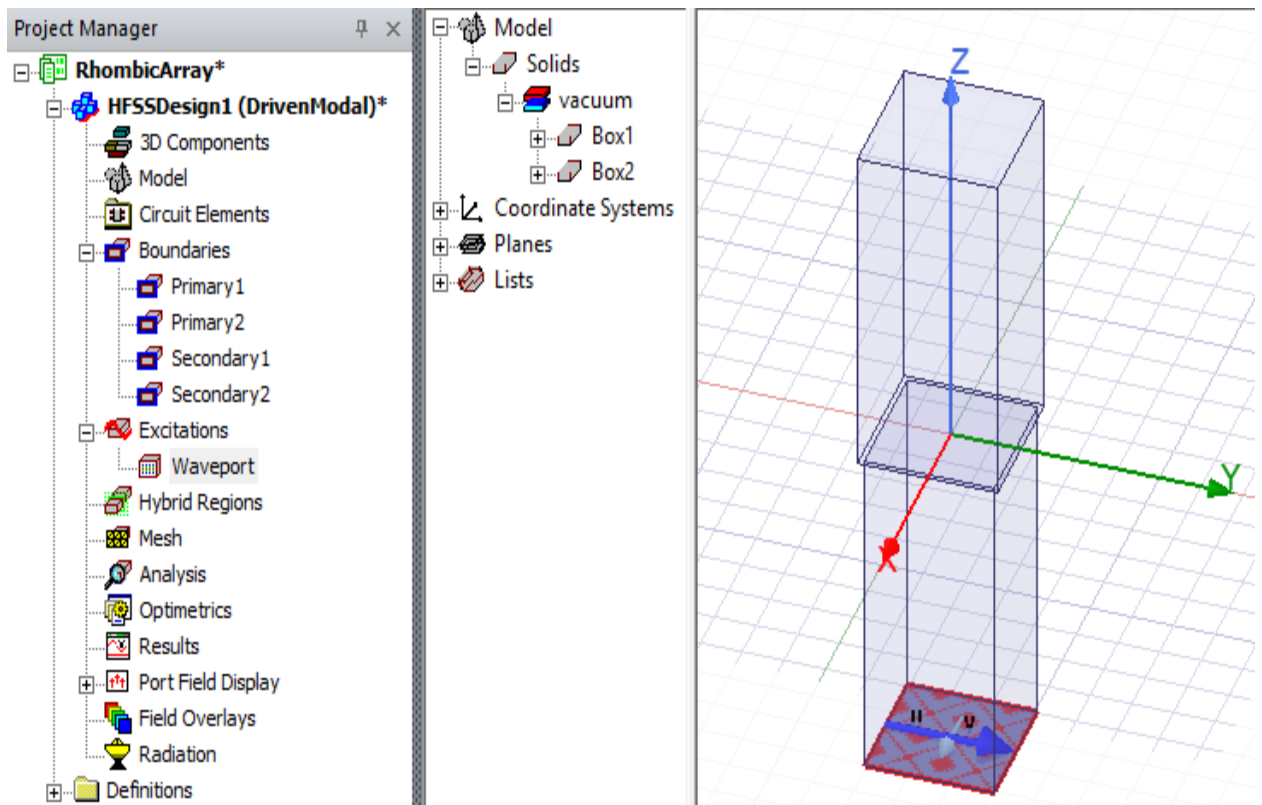 Project Manager
RhombicArray*
HFSSDesign1 (DrivenModal)*
3D Components
Model
Circuit Elements
Boundaries
Primary1
Primary2
Secondary1
Secondary2
Excitations
Waveport
Hybrid Regions
Mesh
Analysis
Optimetrics
Results
Port Field Display
Field Overlays
Radiation
Definitions
Model
Solids
vacuum
Box1
Box2
Coordinate Systems
Planes
Lists
Z
Y
X